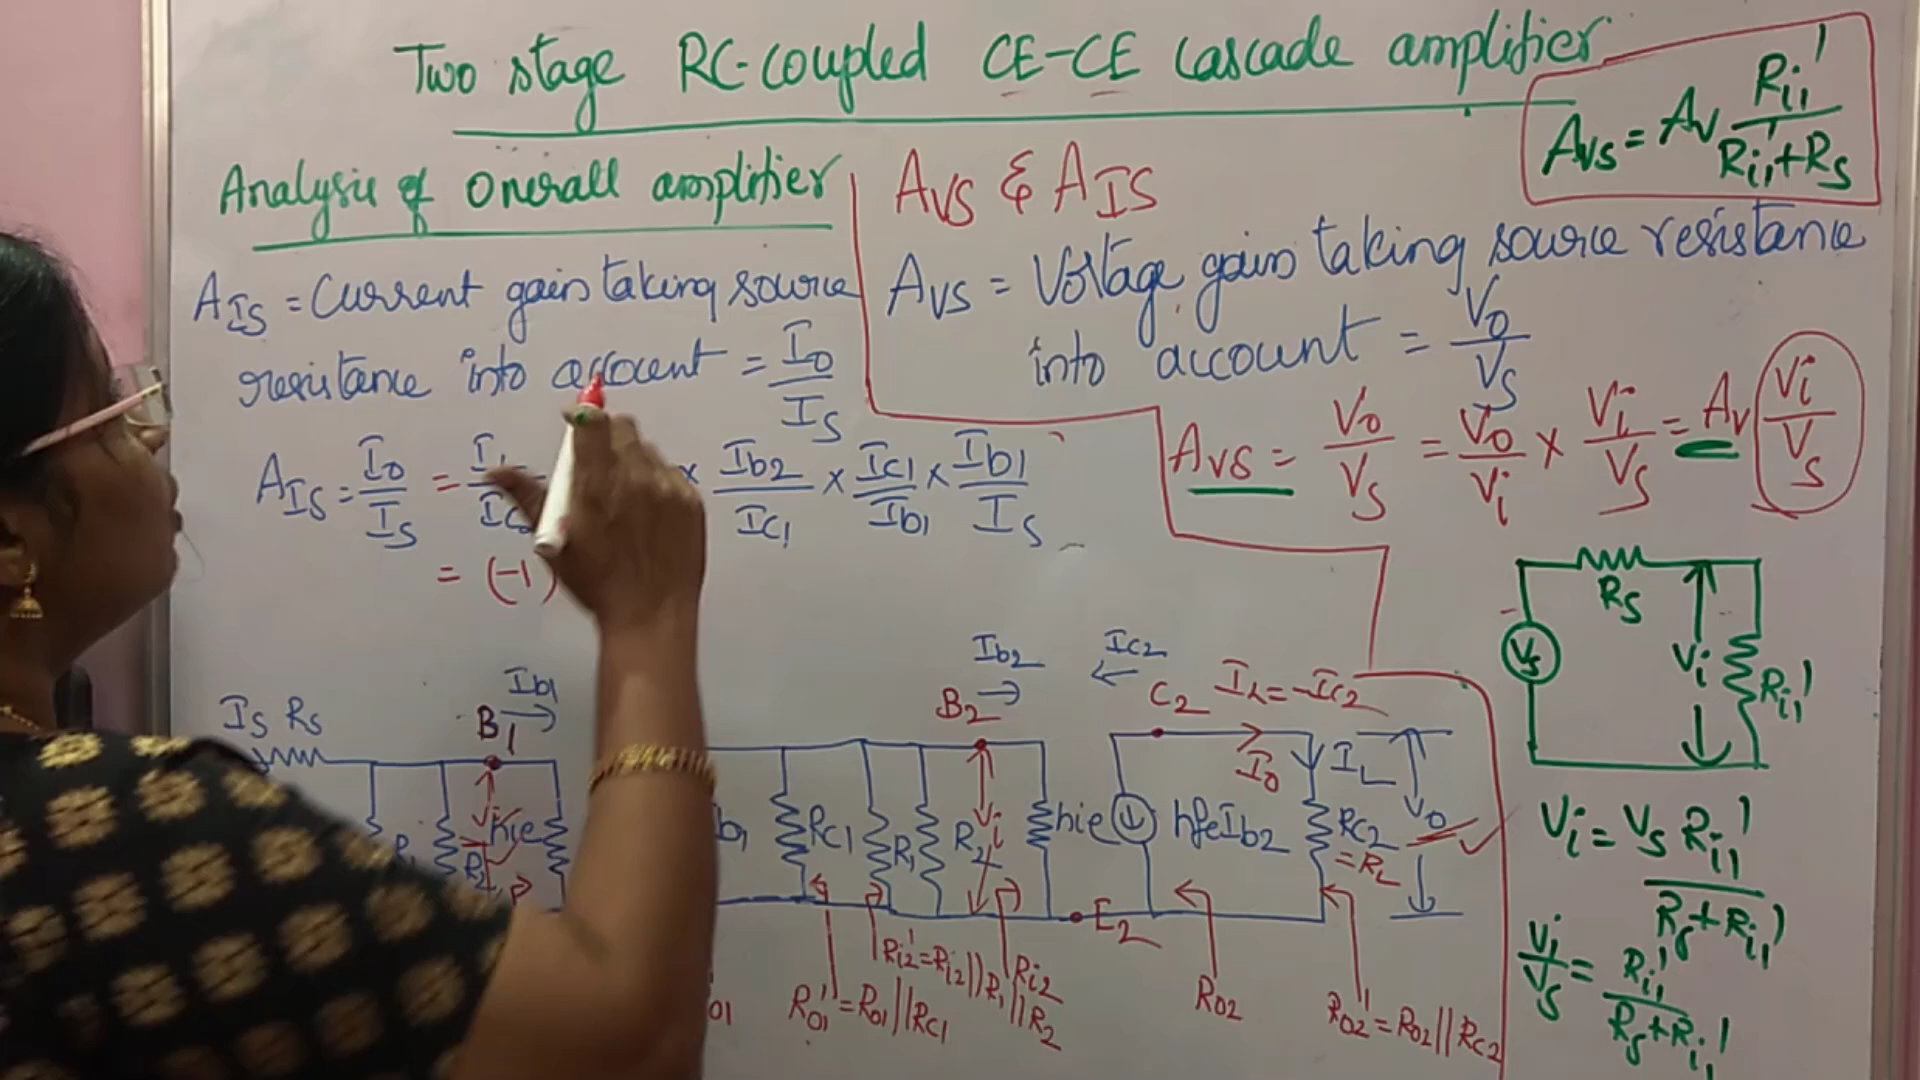 Two stage RC-coupled CE-CE cascade amplifier
Avs = Av Ri1' / Ri1'+Rs
Analysis of overall amplifier
Avs & AIs
AIs = Current gain taking source
resistance into account = Io / Is
Avs = Voltage gain taking source resistance
into account = Vo / Vs
Avs = Vo / Vs = Vo / Vi × Vi / Vs = Av Vi / Vs
AIs = Io / Is = × Ib2 / Ic1 × Ic1 / Ib1 × Ib1 / Is
= (-1)
Is Rs
B1
Ib1
Ib2
B2
Ic2
C2
IL = -Ic2
Io
IL
Vo
R1
R2
hie
b1
Rc1
R1
R2
Vi
hie
hfeIb2
Rc2
= RL
E2
o1
Ro1' = Ro1||Rc1
Ri2' = Ri2||R1||R2
Ri2
Ro2
Ro2' = Ro2||Rc2
Rs
Vs
Vi
Ri1'
Vi = Vs Ri1' / Rs+Ri1'
Vi / Vs = Ri1' / Rs+Ri1'